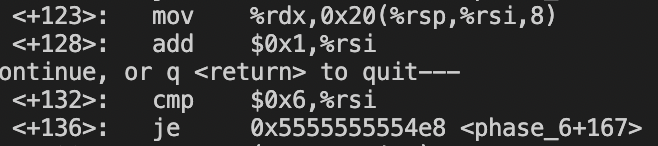 <+123>: mov %rdx,0x20(%rsp,%rsi,8)
<+128>: add $0x1,%rsi
ontinue, or q <return> to quit---
<+132>: cmp $0x6,%rsi
<+136>: je 0x5555555554e8 <phase_6+167>